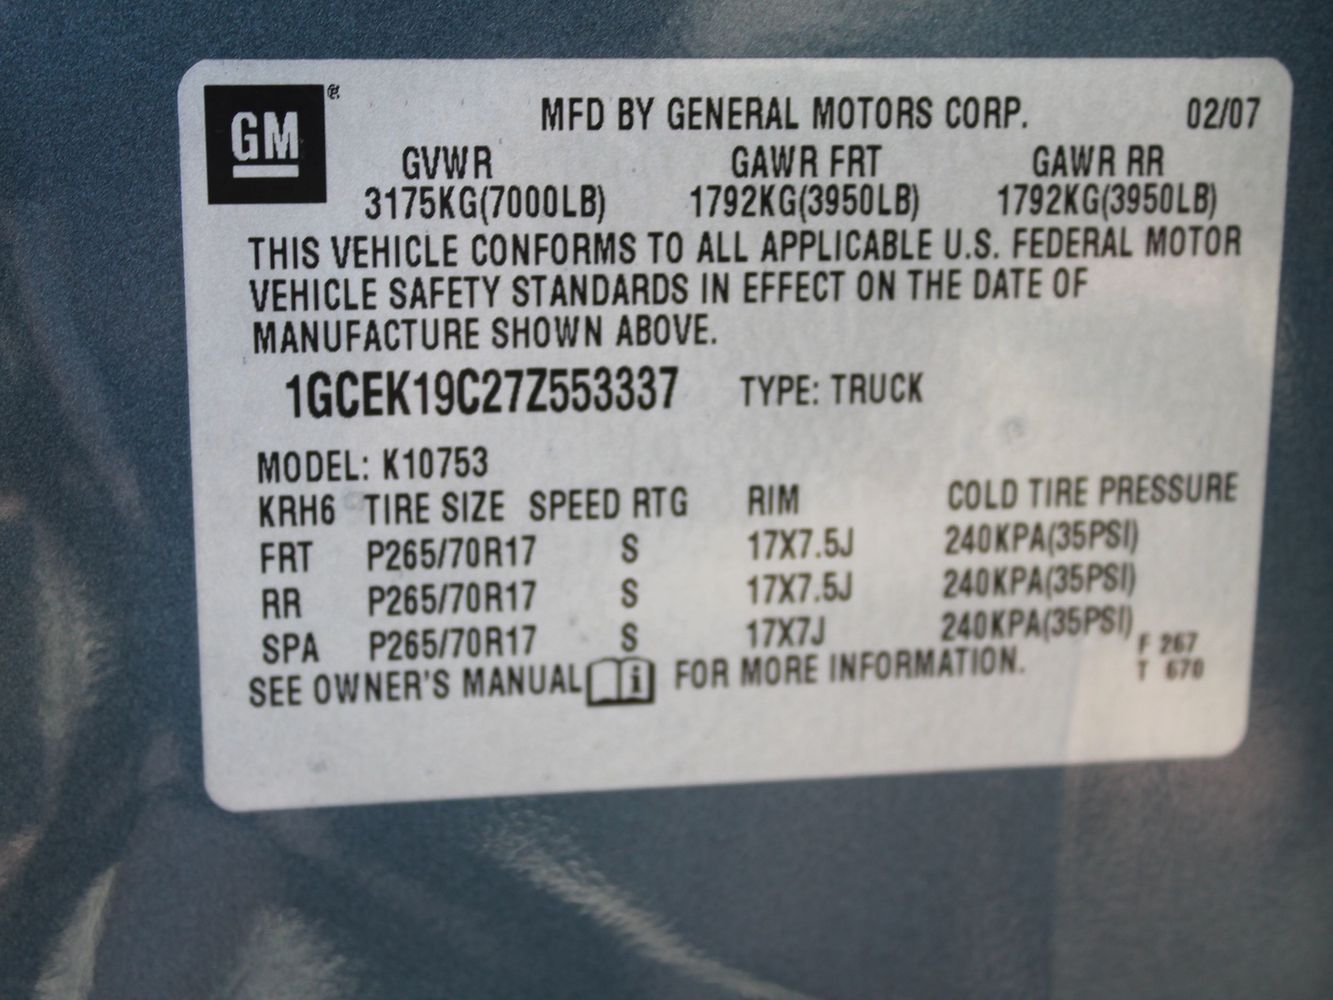 GM® MFD BY GENERAL MOTORS CORP. 02/07
GVWR GAWR FRT GAWR RR
3175KG(7000LB) 1792KG(3950LB) 1792KG(3950LB)
THIS VEHICLE CONFORMS TO ALL APPLICABLE U.S. FEDERAL MOTOR
VEHICLE SAFETY STANDARDS IN EFFECT ON THE DATE OF
MANUFACTURE SHOWN ABOVE.
1GCEK19C27Z553337 TYPE: TRUCK
MODEL: K10753
KRH6 TIRE SIZE SPEED RTG RIM COLD TIRE PRESSURE
FRT P265/70R17 S 17X7.5J 240KPA(35PSI)
RR P265/70R17 S 17X7.5J 240KPA(35PSI)
SPA P265/70R17 S 17X7J 240KPA(35PSI)
SEE OWNER'S MANUAL i FOR MORE INFORMATION.
F 267
T 670